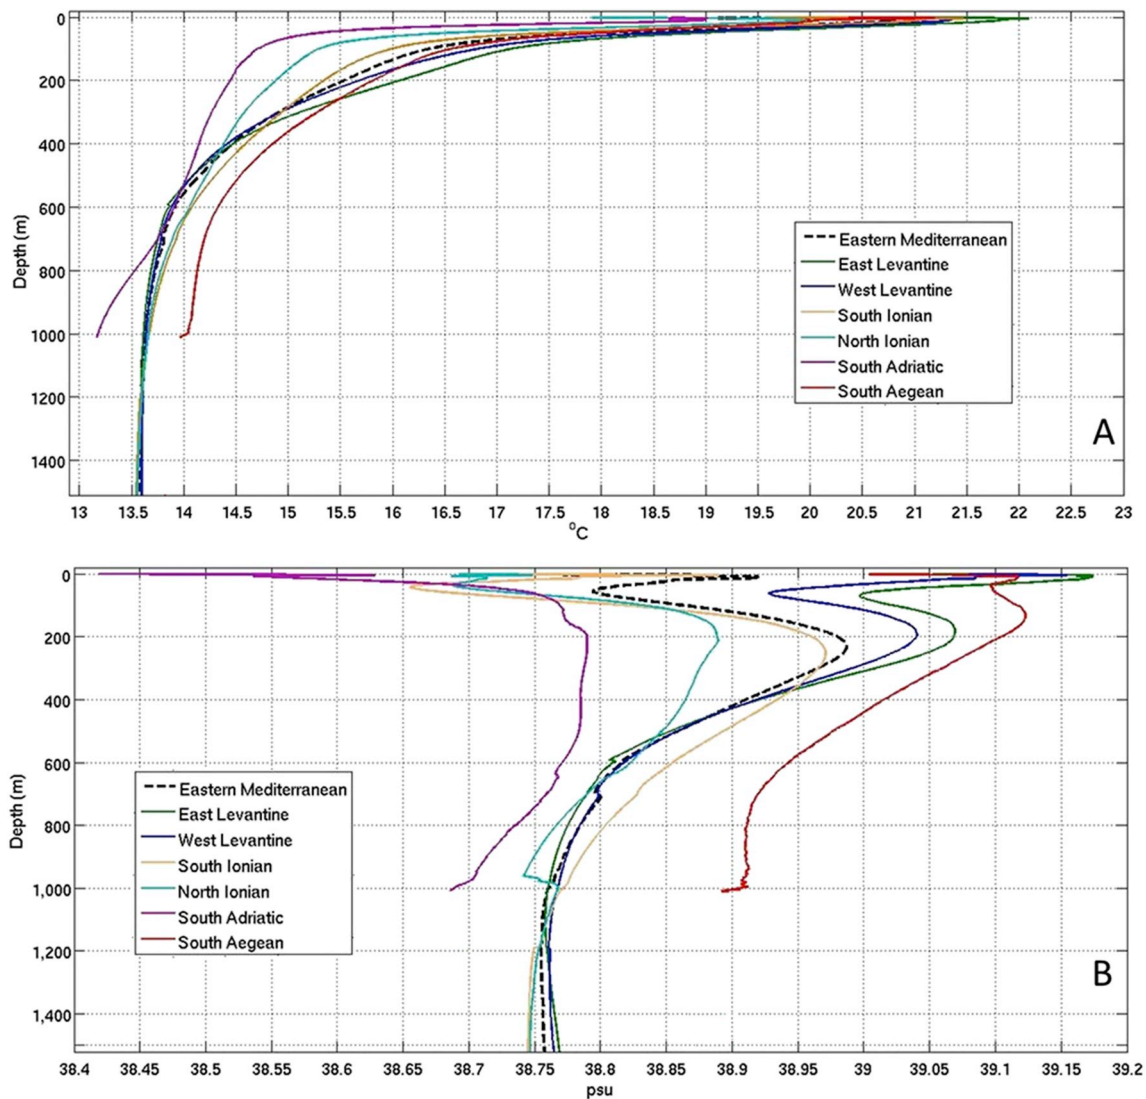 0
200
400
600
800
1000
1200
1400
Depth (m)
Eastern Mediterranean
East Levantine
West Levantine
South Ionian
North Ionian
South Adriatic
South Aegean
A
13 13.5 14 14.5 15 15.5 16 16.5 17 17.5 18 18.5 19 19.5 20 20.5 21 21.5 22 22.5 23
°C
0
200
400
600
800
1,000
1,200
1,400
Depth (m)
Eastern Mediterranean
East Levantine
West Levantine
South Ionian
North Ionian
South Adriatic
South Aegean
B
38.4 38.45 38.5 38.55 38.6 38.65 38.7 38.75 38.8 38.85 38.9 38.95 39 39.05 39.1 39.15 39.2
psu